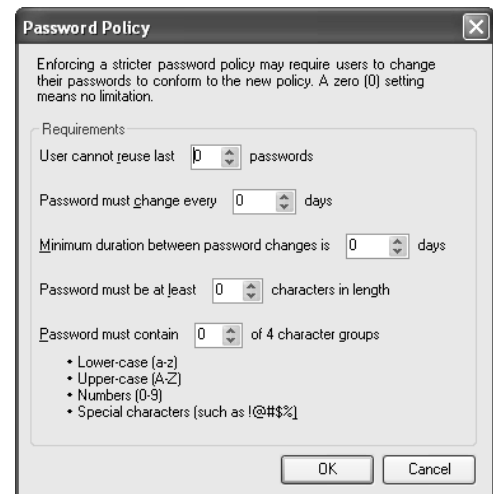 Password Policy
Enforcing a stricter password policy may require users to change
their passwords to conform to the new policy. A zero (0) setting
means no limitation.
Requirements
User cannot reuse last 0 passwords
Password must change every 0 days
Minimum duration between password changes is 0 days
Password must be at least 0 characters in length
Password must contain 0 of 4 character groups
• Lower-case (a-z)
• Upper-case (A-Z)
• Numbers (0-9)
• Special characters (such as !@#$%)
OK Cancel